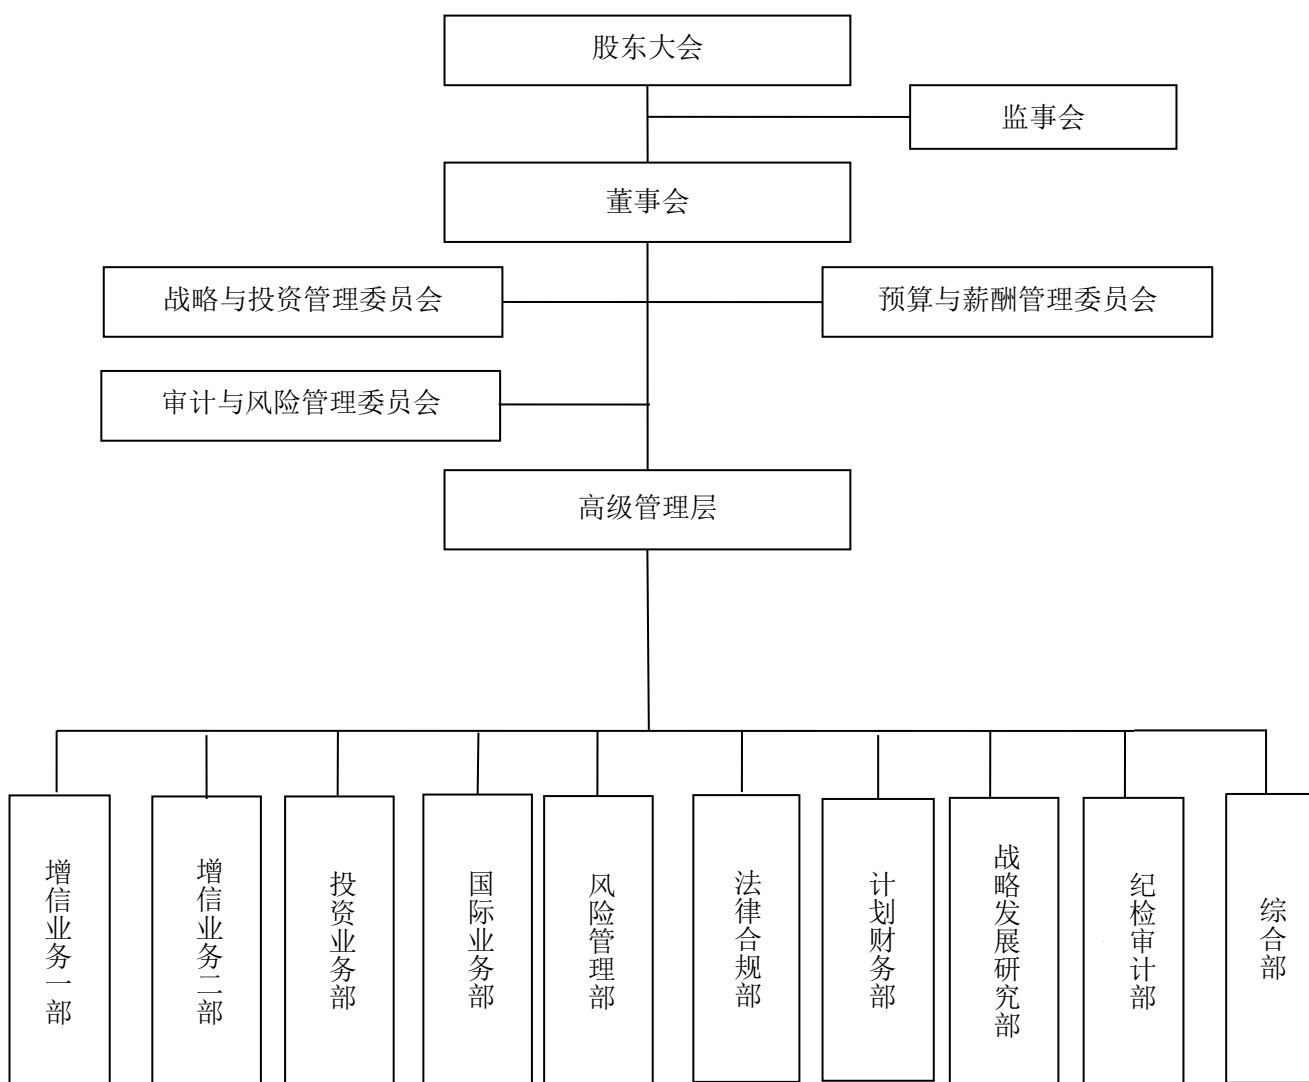 股东大会
监事会
董事会
战略与投资管理委员会
预算与薪酬管理委员会
审计与风险管理委员会
高级管理层
增信业务一部
增信业务二部
投资业务部
国际业务部
风险管理部
法律合规部
计划财务部
战略发展研究部
纪检审计部
综合部